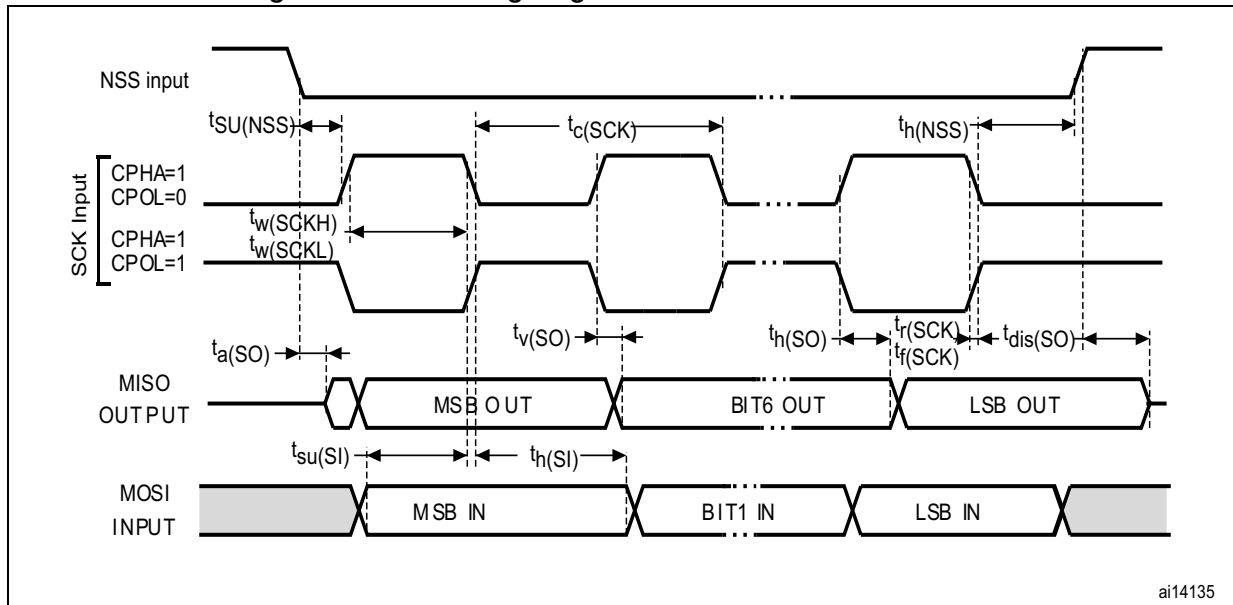 NSS input
tSU(NSS)
tc(SCK)
th(NSS)
SCK Input
CPHA=1
CPOL=0
tw(SCKH)
CPHA=1
tw(SCKL)
CPOL=1
ta(SO)
tv(SO)
th(SO)
tr(SCK)
tf(SCK)
tdis(SO)
MISO
OUTPUT
MSB OUT
BIT6 OUT
LSB OUT
tsu(SI)
th(SI)
MOSI
INPUT
MSB IN
BIT1 IN
LSB IN
ai14135